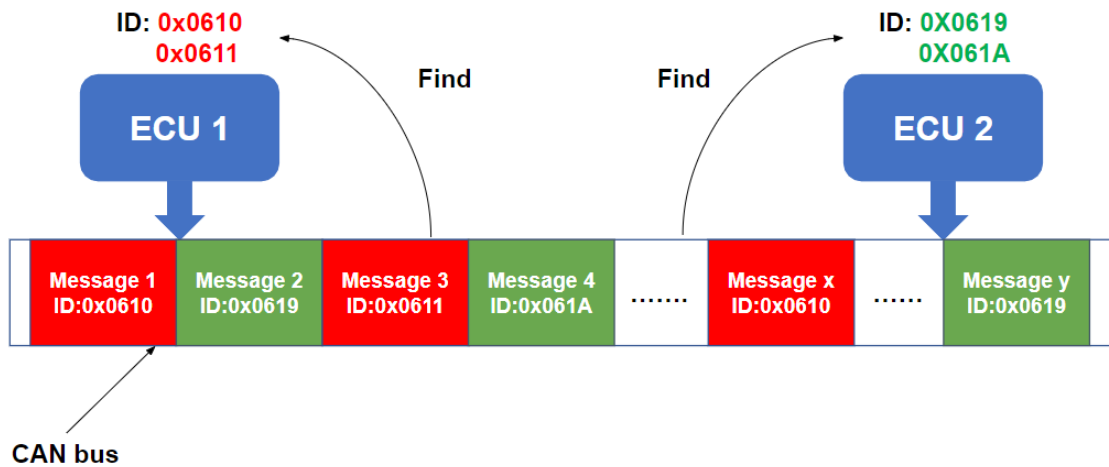 ID: 0x0610
0x0611
ID: 0X0619
0X061A
Find
Find
ECU 1
ECU 2
Message 1
ID:0x0610
Message 2
ID:0x0619
Message 3
ID:0x0611
Message 4
ID:0x061A
.......
Message x
ID:0x0610
......
Message y
ID:0x0619
CAN bus